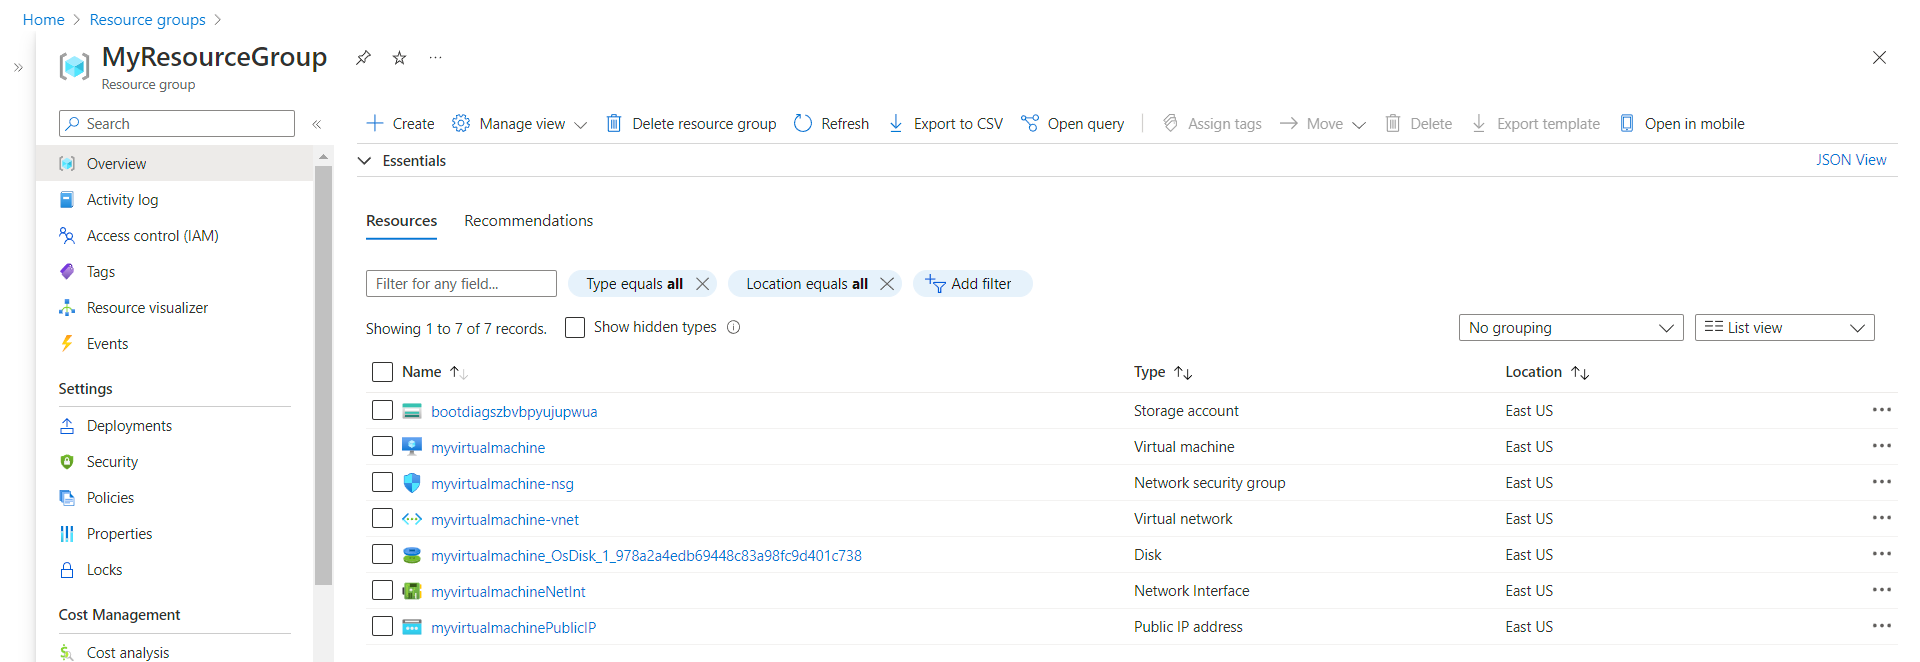 Home > Resource groups >
MyResourceGroup ...
Resource group
Search
Overview
Activity log
Access control (IAM)
Tags
Resource visualizer
Events
Settings
Deployments
Security
Policies
Properties
Locks
Cost Management
Cost analysis
Create Manage view Delete resource group Refresh Export to CSV Open query Assign tags Move Delete Export template Open in mobile
Essentials JSON View
Resources Recommendations
Filter for any field... Type equals all Location equals all Add filter
Showing 1 to 7 of 7 records. Show hidden types No grouping List view
Name Type Location
bootdiagszbvbpyujupwua Storage account East US
myvirtualmachine Virtual machine East US
myvirtualmachine-nsg Network security group East US
myvirtualmachine-vnet Virtual network East US
myvirtualmachine_OsDisk_1_978a2a4edb69448c83a98fc9d401c738 Disk East US
myvirtualmachineNetInt Network Interface East US
myvirtualmachinePublicIP Public IP address East US